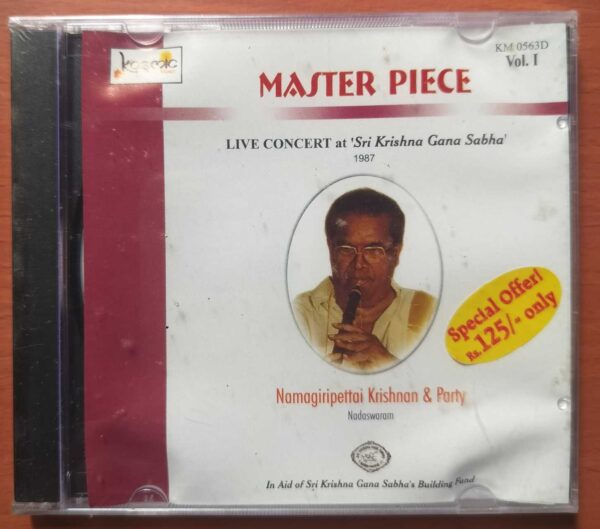 kosmic
KM 0563D
Vol. I
MASTER PIECE
LIVE CONCERT at 'Sri Krishna Gana Sabha'
1987
Special Offer!
Rs. 125/- only
Namagiripettai Krishnan & Party
Nadaswaram
In Aid of Sri Krishna Gana Sabha's Building Fund